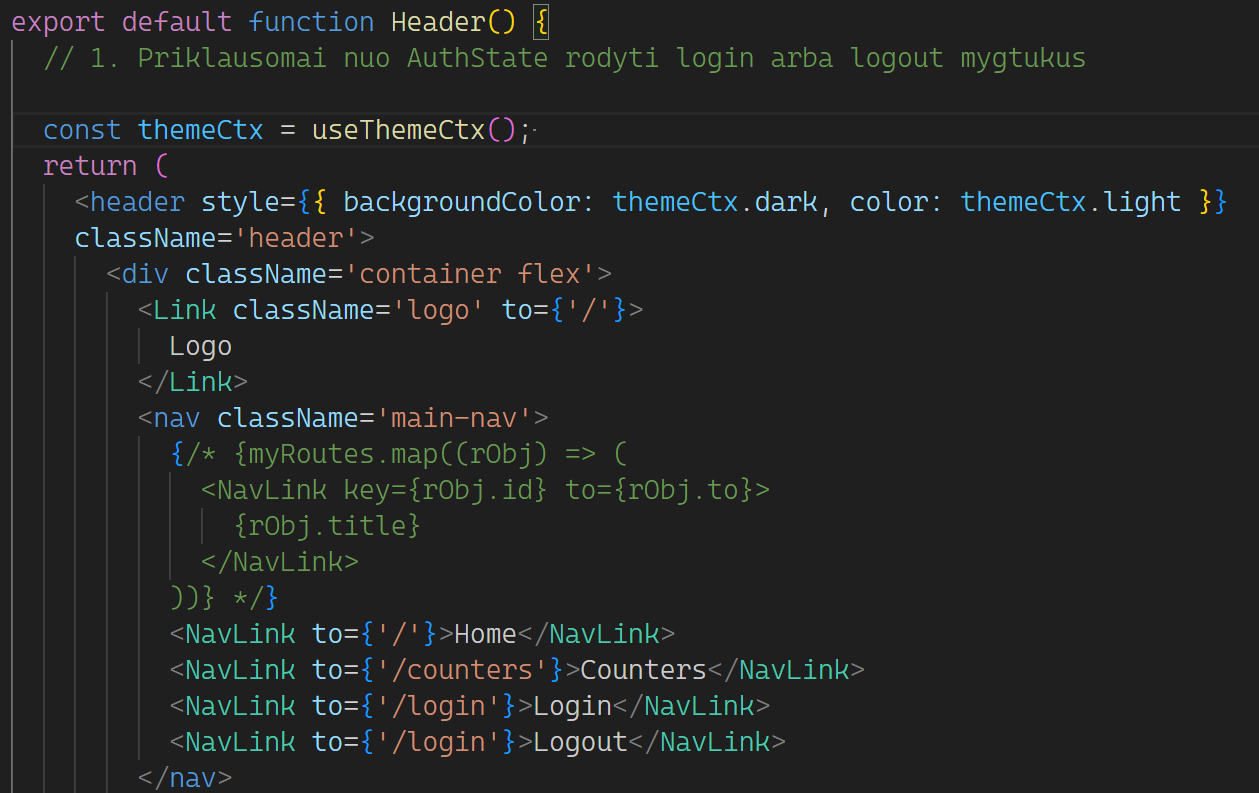 export default function Header() {
// 1. Priklausomai nuo AuthState rodyti login arba logout mygtukus
const themeCtx = useThemeCtx();
return (
<header style={{ backgroundColor: themeCtx.dark, color: themeCtx.light }}
className='header'>
<div className='container flex'>
<Link className='logo' to={'/'}>
Logo
</Link>
<nav className='main-nav'>
{/* {myRoutes.map((rObj) => (
<NavLink key={rObj.id} to={rObj.to}>
{rObj.title}
</NavLink>
))} */}
<NavLink to={'/'}>Home</NavLink>
<NavLink to={'/counters'}>Counters</NavLink>
<NavLink to={'/login'}>Login</NavLink>
<NavLink to={'/login'}>Logout</NavLink>
</nav>